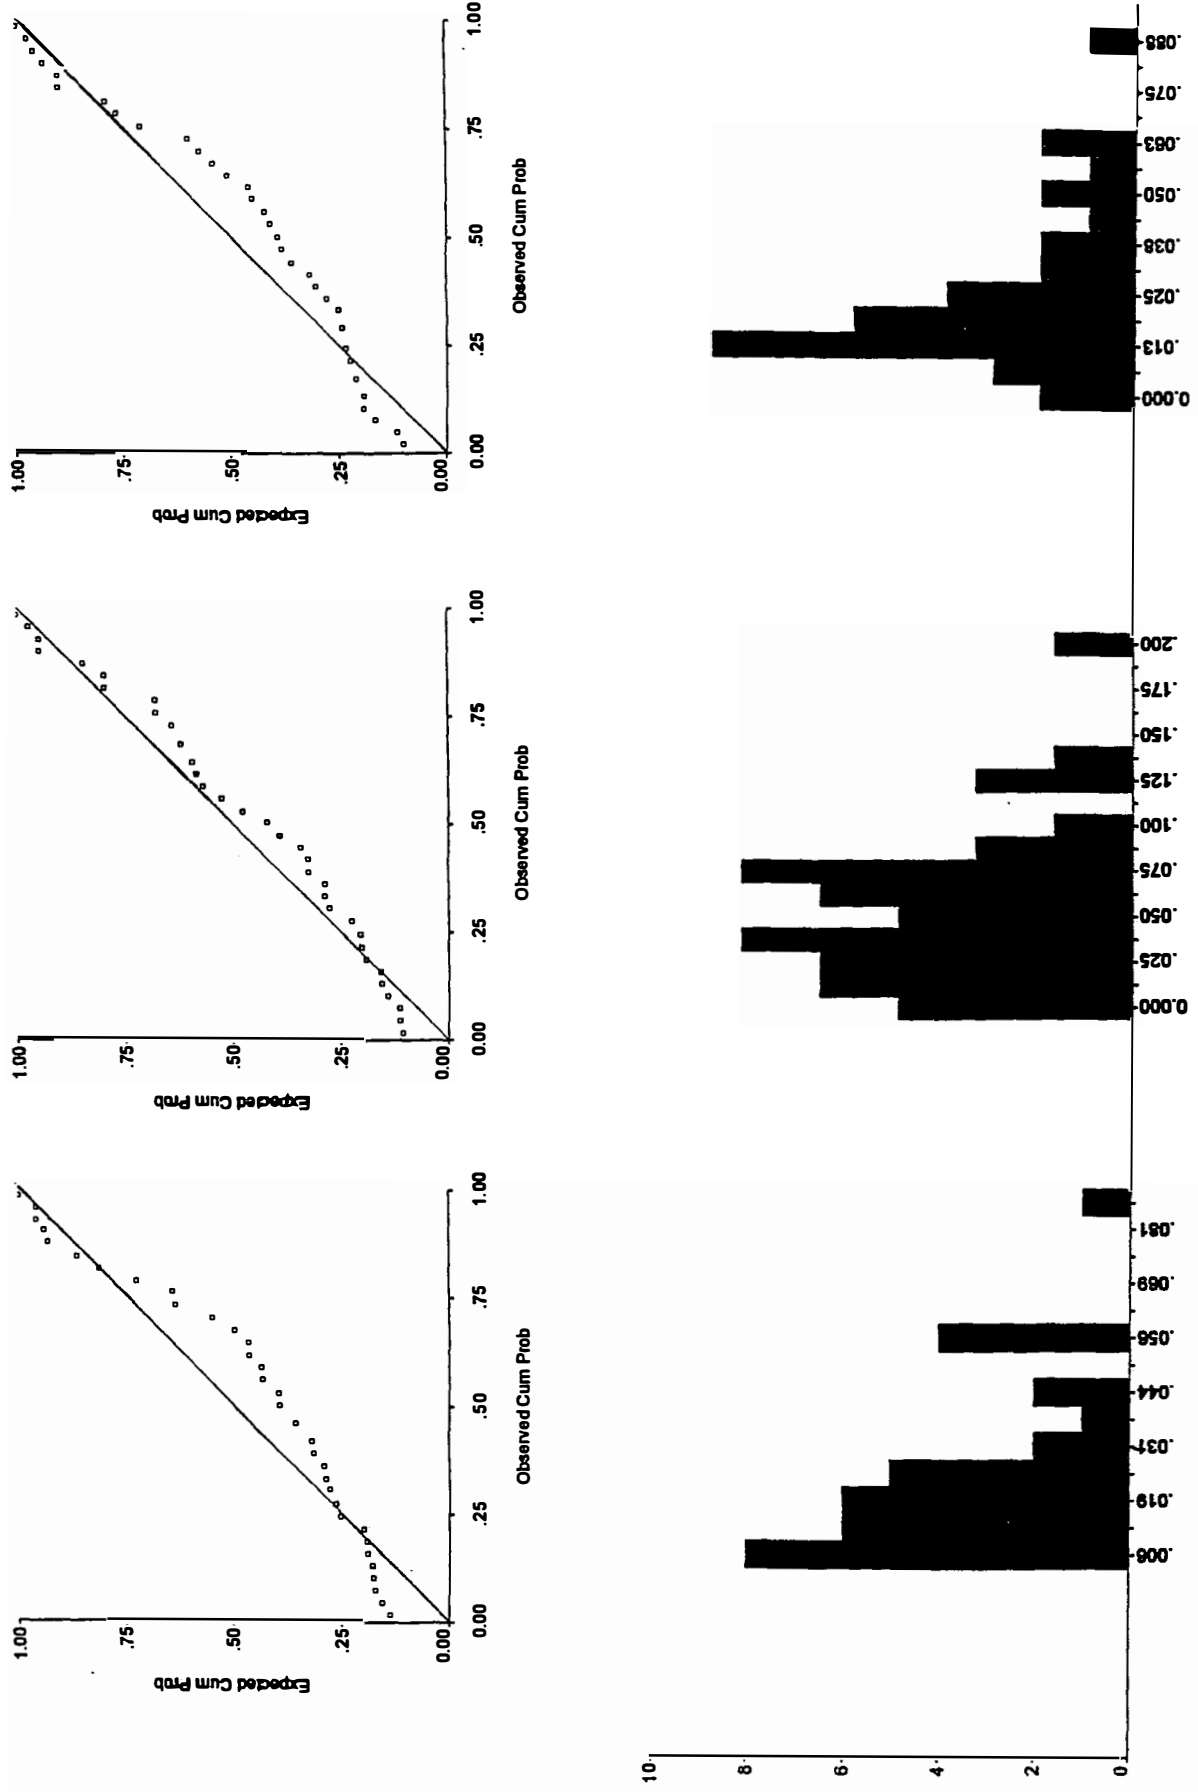 Expected Cum Prob
1.00
.75
.50
.25
0.00
0.00 .25 .50 .75 1.00
Observed Cum Prob
Expected Cum Prob
1.00
.75
.50
.25
0.00
0.00 .25 .50 .75 1.00
Observed Cum Prob
Expected Cum Prob
1.00
.75
.50
.25
0.00
0.00 .25 .50 .75 1.00
Observed Cum Prob
10
8
6
4
2
0
.006 .019 .031 .044 .056 .069 .081
0.000 .025 .050 .075 .100 .125 .150 .175 .200
0.000 .013 .025 .038 .050 .063 .075 .088